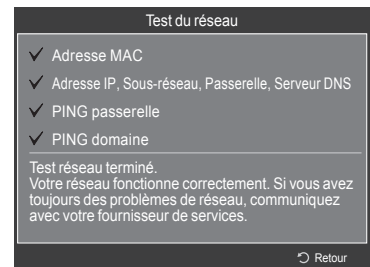 Test du réseau
Adresse MAC
Adresse IP, Sous-réseau, Passerelle, Serveur DNS
PING passerelle
PING domaine
Test réseau terminé.
Votre réseau fonctionne correctement. Si vous avez
toujours des problèmes de réseau, communiquez
avec votre fournisseur de services.
Retour